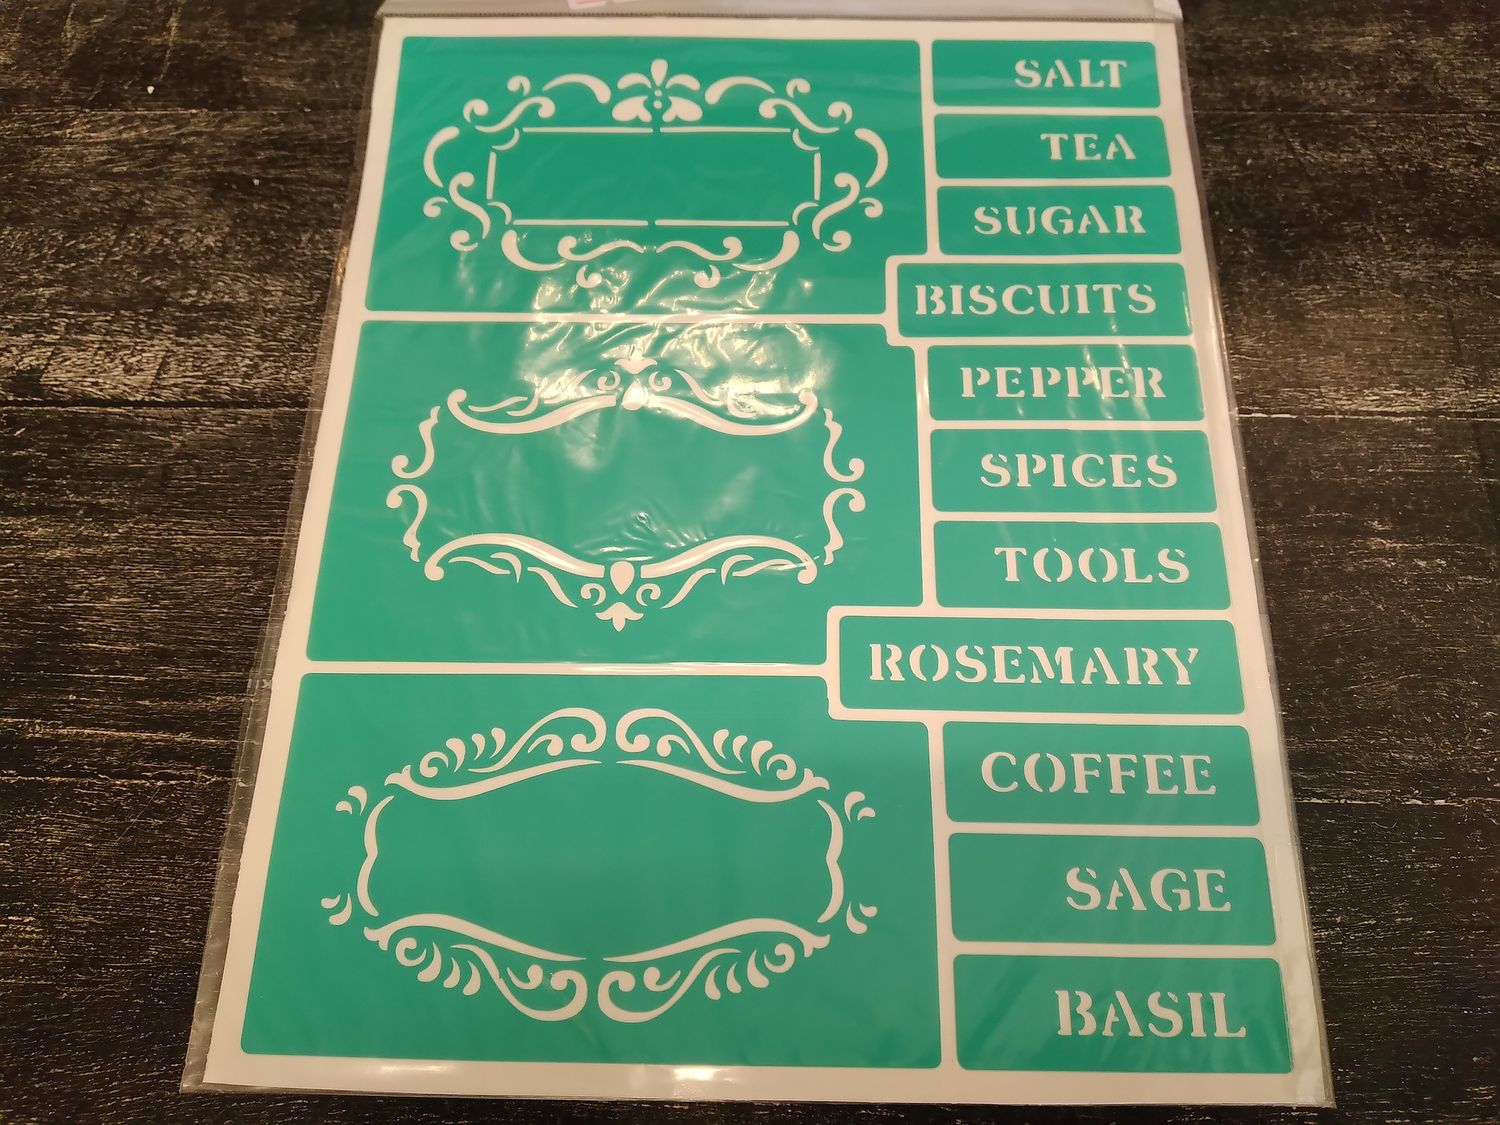 SALT
TEA
SUGAR
BISCUITS
PEPPER
SPICES
TOOLS
ROSEMARY
COFFEE
SAGE
BASIL